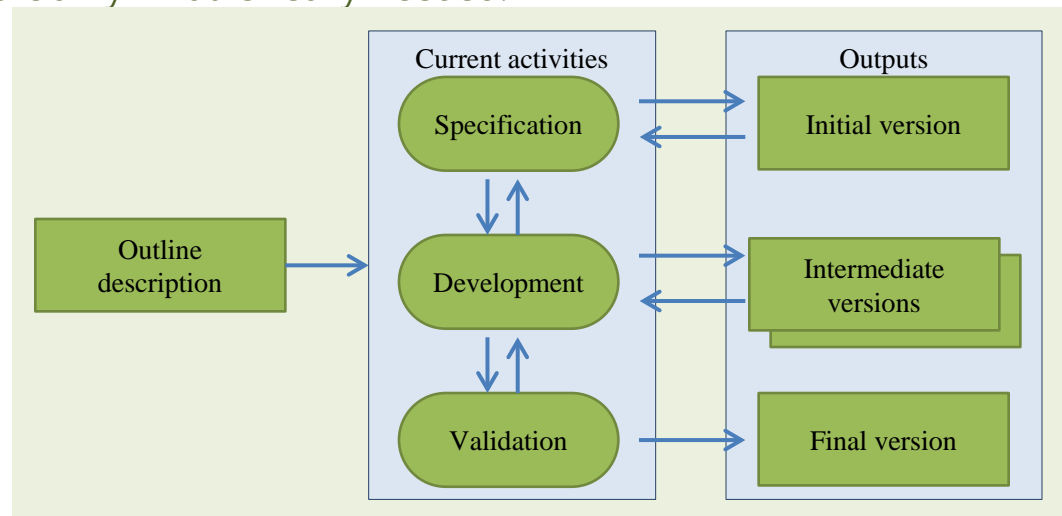 Current activities
Outputs
Specification
Initial version
Outline
description
Development
Intermediate
versions
Validation
Final version